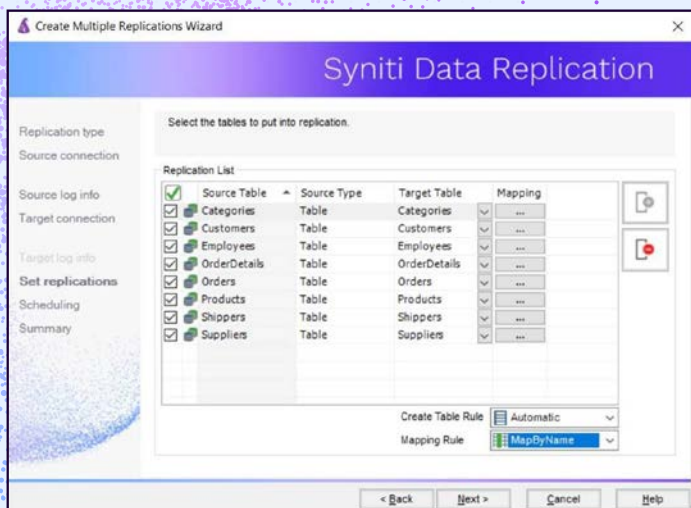 Create Multiple Replications Wizard
Syniti Data Replication
Replication type
Source connection
Source log info
Target connection
Target log info
Set replications
Scheduling
Summary
Select the tables to put into replication.
Replication List
Source Table Source Type Target Table Mapping
Categories Table Categories ...
Customers Table Customers ...
Employees Table Employees ...
OrderDetails Table OrderDetails ...
Orders Table Orders ...
Products Table Products ...
Shippers Table Shippers ...
Suppliers Table Suppliers ...
Create Table Rule Automatic
Mapping Rule MapByName
< Back Next > Cancel Help